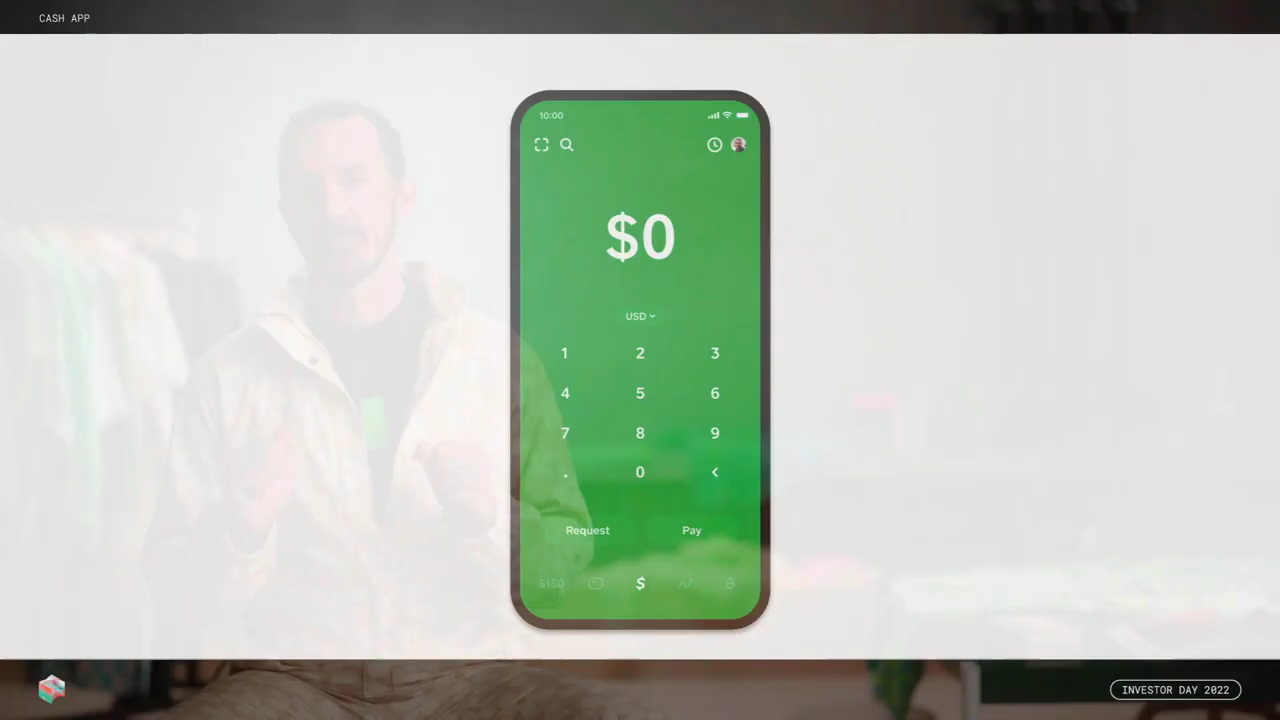 CASH APP
10:00
$0
USD
1 2 3
4 5 6
7 8 9
. 0 <
Request Pay
$150 $
INVESTOR DAY 2022